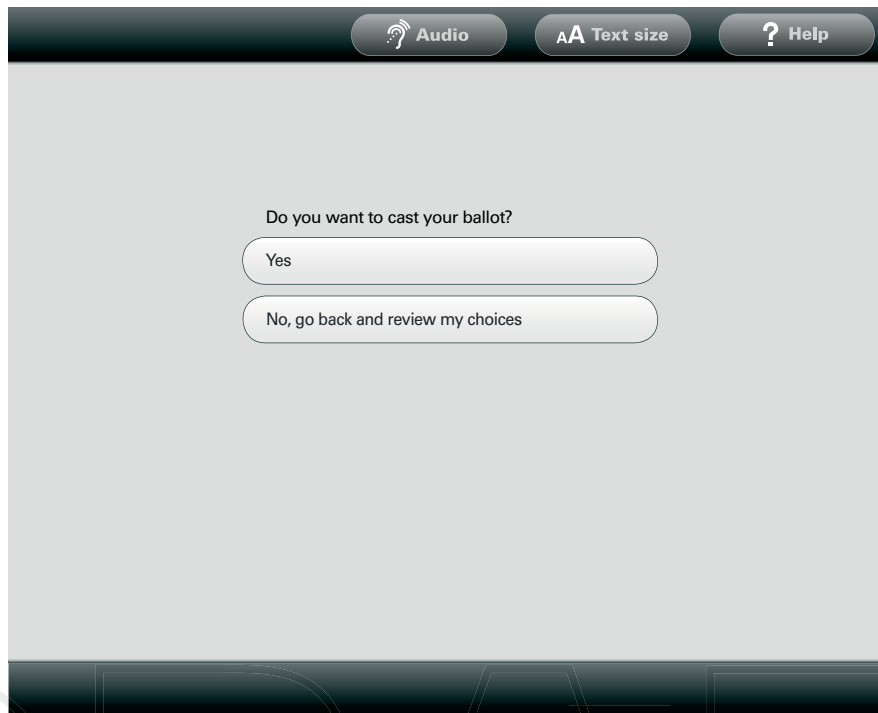 Audio
AA Text size
? Help
Do you want to cast your ballot?
Yes
No, go back and review my choices